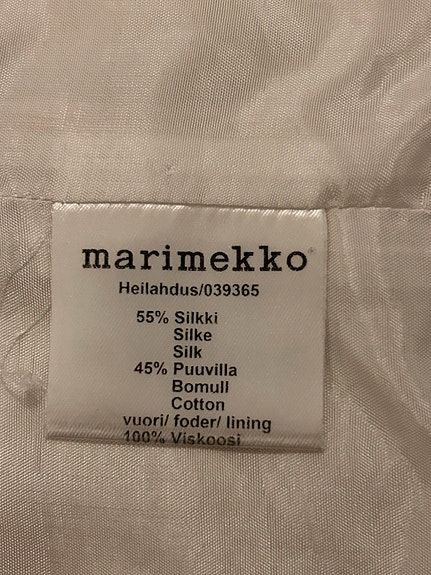 marimekko®
Heilahdus/039365
55% Silkki
Silke
Silk
45% Puuvilla
Bomull
Cotton
vuori/ foder/ lining
100% Viskoosi